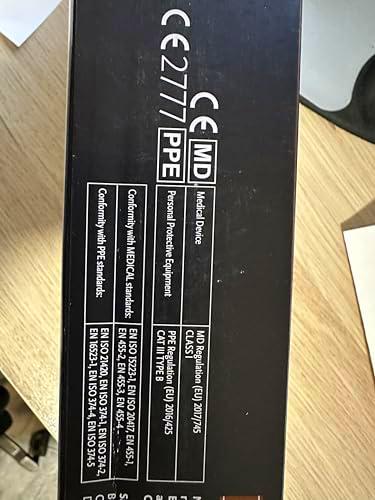 CE MD
CE 2777 PPE
Medical Device
MD Regulation (EU) 2017/745
CLASS I
Personal Protective Equipment
PPE Regulation (EU) 2016/425
CAT III TYPE B
Conformity with MEDICAL standards:
EN ISO 15223-1, EN ISO 20417, EN 455-1,
EN 455-2, EN 455-3, EN 455-4
Conformity with PPE standards:
EN ISO 21420, EN ISO 374-1, EN ISO 374-2,
EN 16523-1, EN ISO 374-4, EN ISO 374-5